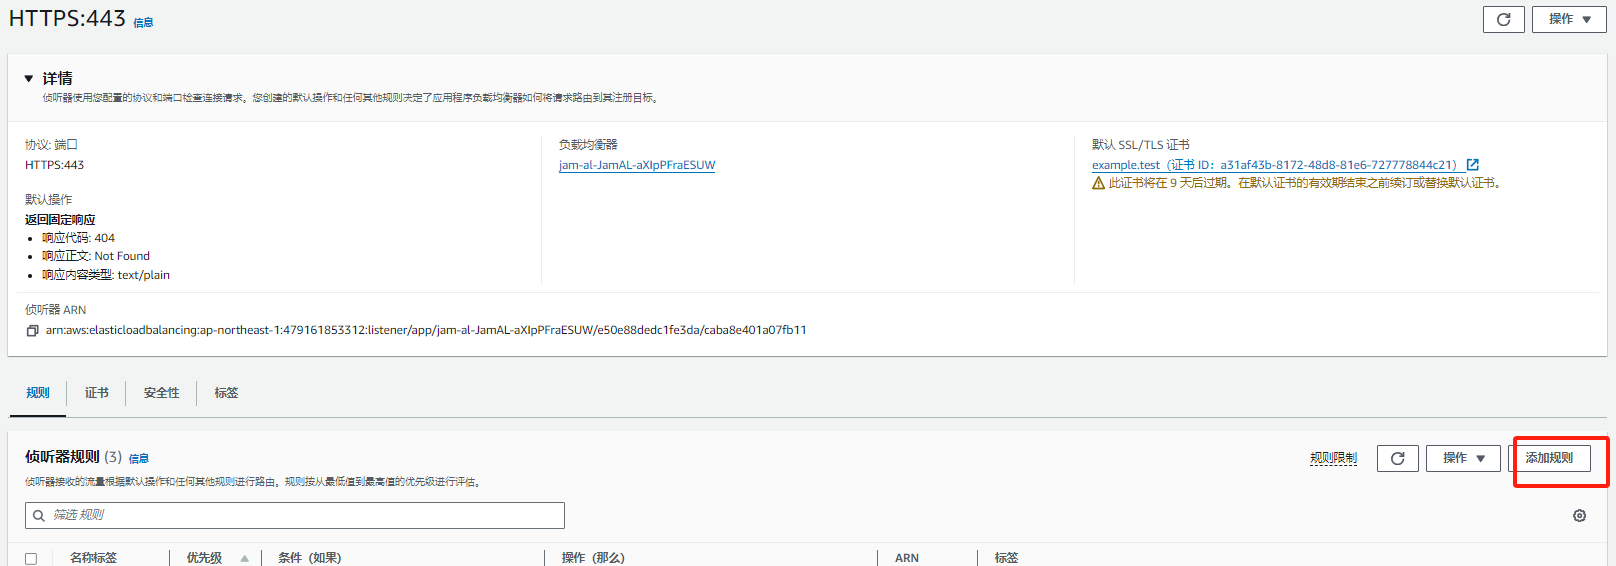 HTTPS:443 信息
操作
详情
侦听器使用您配置的协议和端口检查连接请求。您创建的默认操作和任何其他规则决定了应用程序负载均衡器如何将请求路由到其注册目标。
协议: 端口
HTTPS:443
默认操作
返回固定响应
响应代码: 404
响应正文: Not Found
响应内容类型: text/plain
负载均衡器
jam-al-JamAL-aXIpPFraESUW
默认 SSL/TLS 证书
example.test（证书 ID：a31af43b-8172-48d8-81e6-727778844c21）
此证书将在 9 天后过期。在默认证书的有效期结束之前续订或替换默认证书。
侦听器 ARN
arn:aws:elasticloadbalancing:ap-northeast-1:479161853312:listener/app/jam-al-JamAL-aXIpPFraESUW/e50e88dedc1fe3da/caba8e401a07fb11
规则 证书 安全性 标签
侦听器规则 (3) 信息
规则限制 操作 添加规则
侦听器接收的流量根据默认操作和任何其他规则进行路由。规则按从最低值到最高值的优先级进行评估。
筛选 规则
名称标签 优先级 条件（如果） 操作（那么） ARN 标签